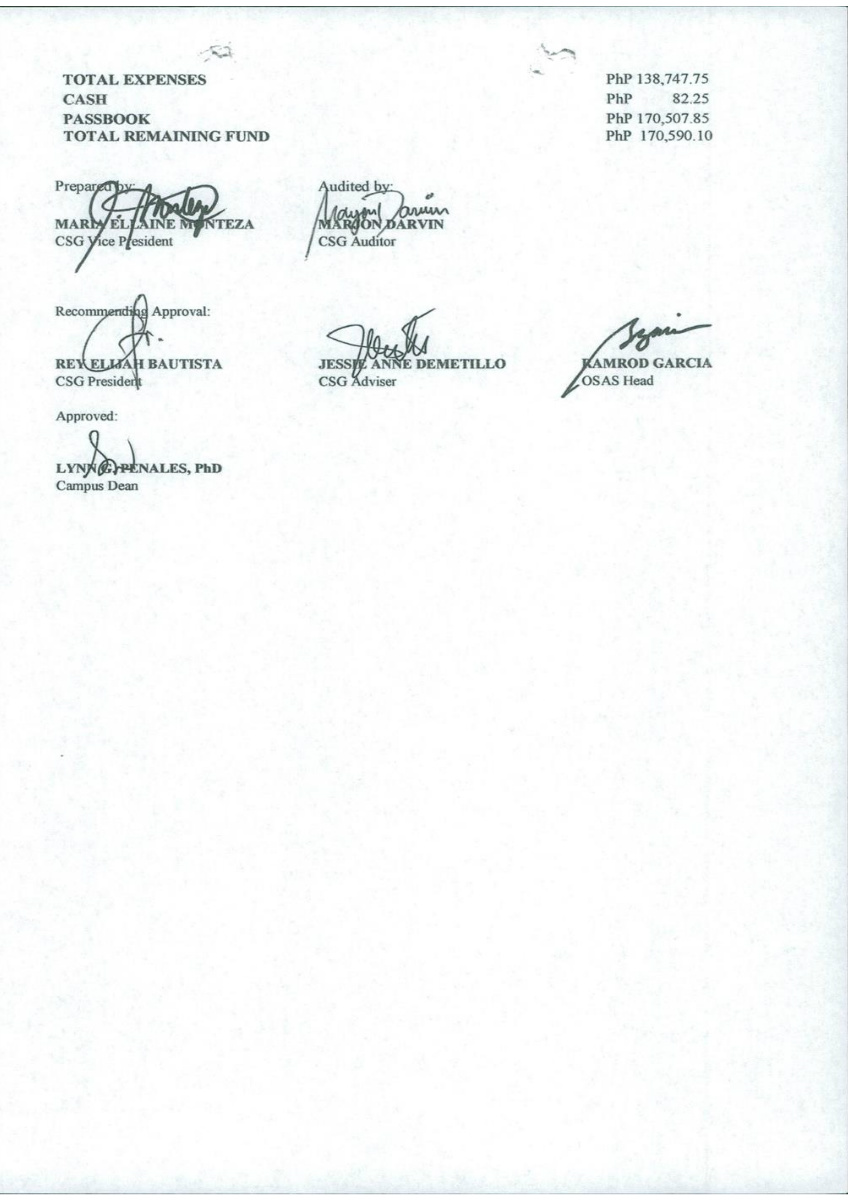 TOTAL EXPENSES PhP 138,747.75
CASH PhP 82.25
PASSBOOK PhP 170,507.85
TOTAL REMAINING FUND PhP 170,590.10
Prepared by: Audited by:
MARIA ELLAINE MONTEZA MARJON DARVIN
CSG Vice President CSG Auditor
Recommending Approval:
REY ELIJAH BAUTISTA JESSIE ANNE DEMETILLO RAMROD GARCIA
CSG President CSG Adviser OSAS Head
Approved:
LYNN G. PENALES, PhD
Campus Dean